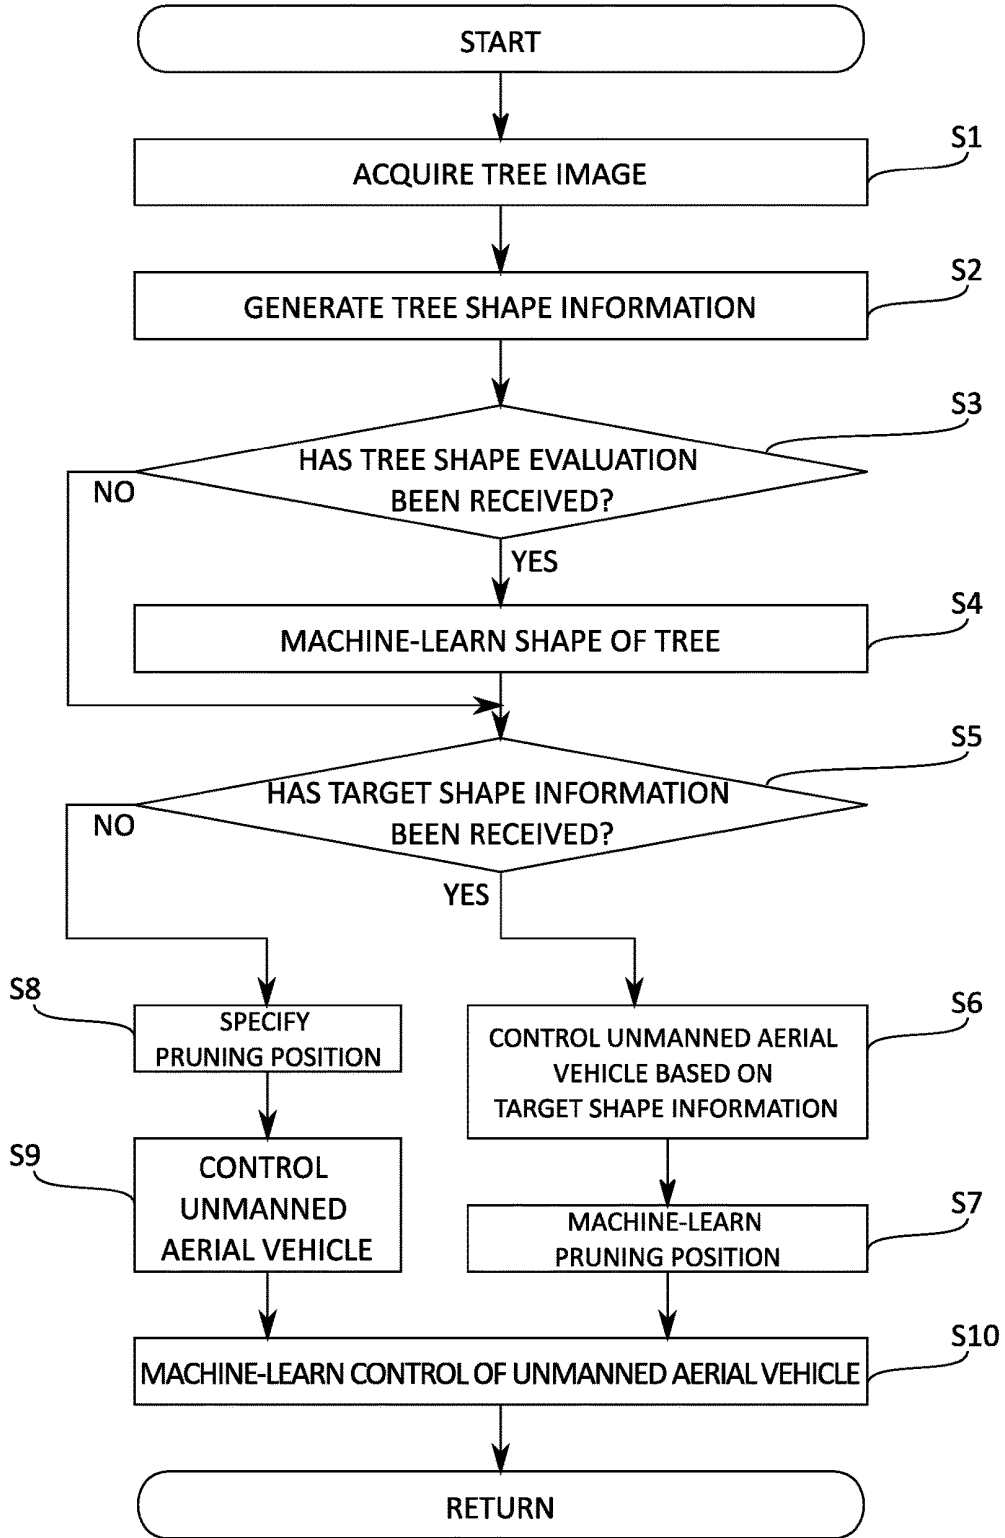 START
S1
ACQUIRE TREE IMAGE
S2
GENERATE TREE SHAPE INFORMATION
S3
HAS TREE SHAPE EVALUATION
BEEN RECEIVED?
NO
YES
S4
MACHINE-LEARN SHAPE OF TREE
S5
HAS TARGET SHAPE INFORMATION
BEEN RECEIVED?
NO
YES
S8
SPECIFY
PRUNING POSITION
S6
CONTROL UNMANNED AERIAL
VEHICLE BASED ON
TARGET SHAPE INFORMATION
S9
CONTROL
UNMANNED
AERIAL VEHICLE
S7
MACHINE-LEARN
PRUNING POSITION
S10
MACHINE-LEARN CONTROL OF UNMANNED AERIAL VEHICLE
RETURN